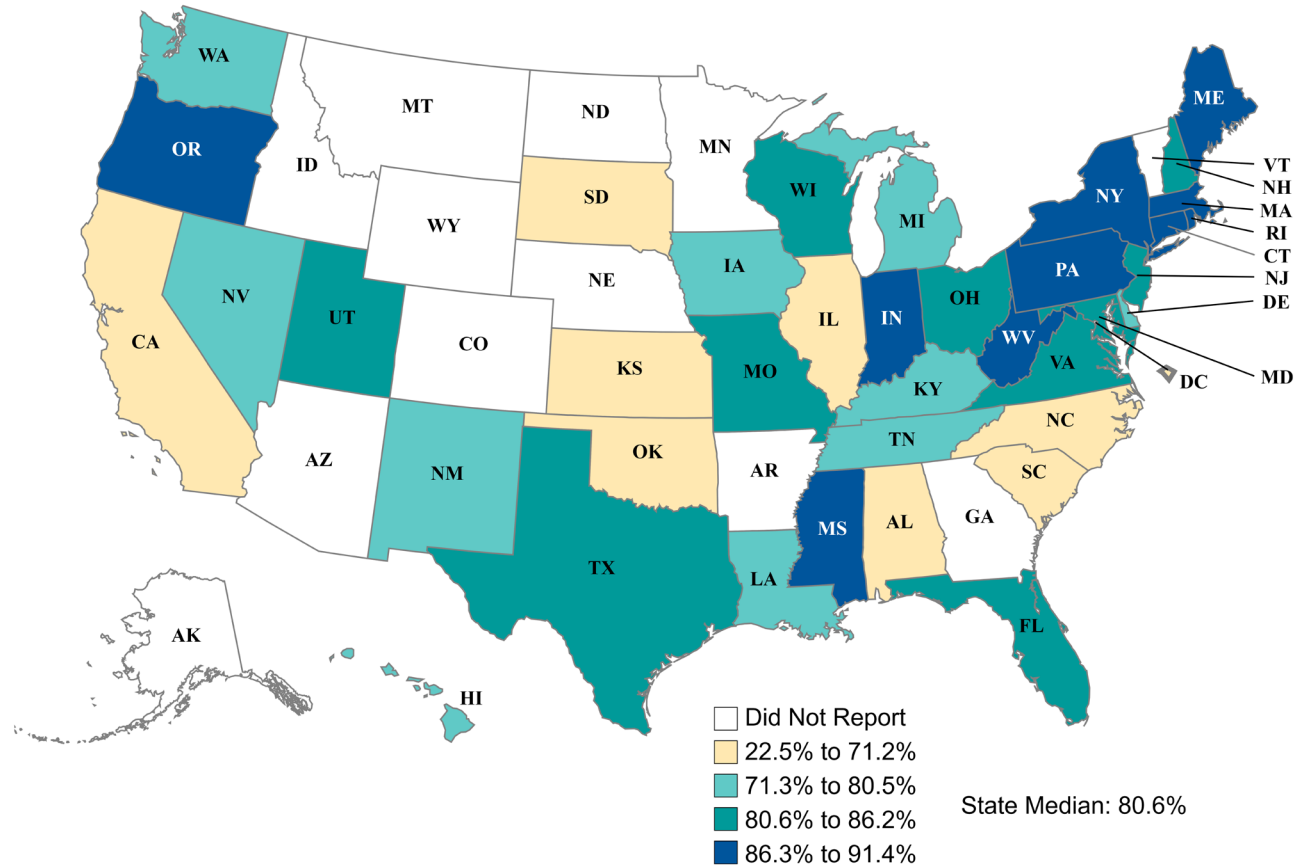 WA
MT
ND
MN
ME
OR
ID
SD
WI
MI
NY
VT
NH
MA
RI
CT
NJ
DE
MD
DC
WY
NE
IA
PA
NV
UT
CO
KS
MO
IL
IN
OH
WV
VA
KY
CA
AZ
NM
OK
AR
TN
NC
SC
MS
AL
GA
TX
LA
FL
AK
HI
Did Not Report
22.5% to 71.2%
71.3% to 80.5%
80.6% to 86.2%
86.3% to 91.4%
State Median: 80.6%